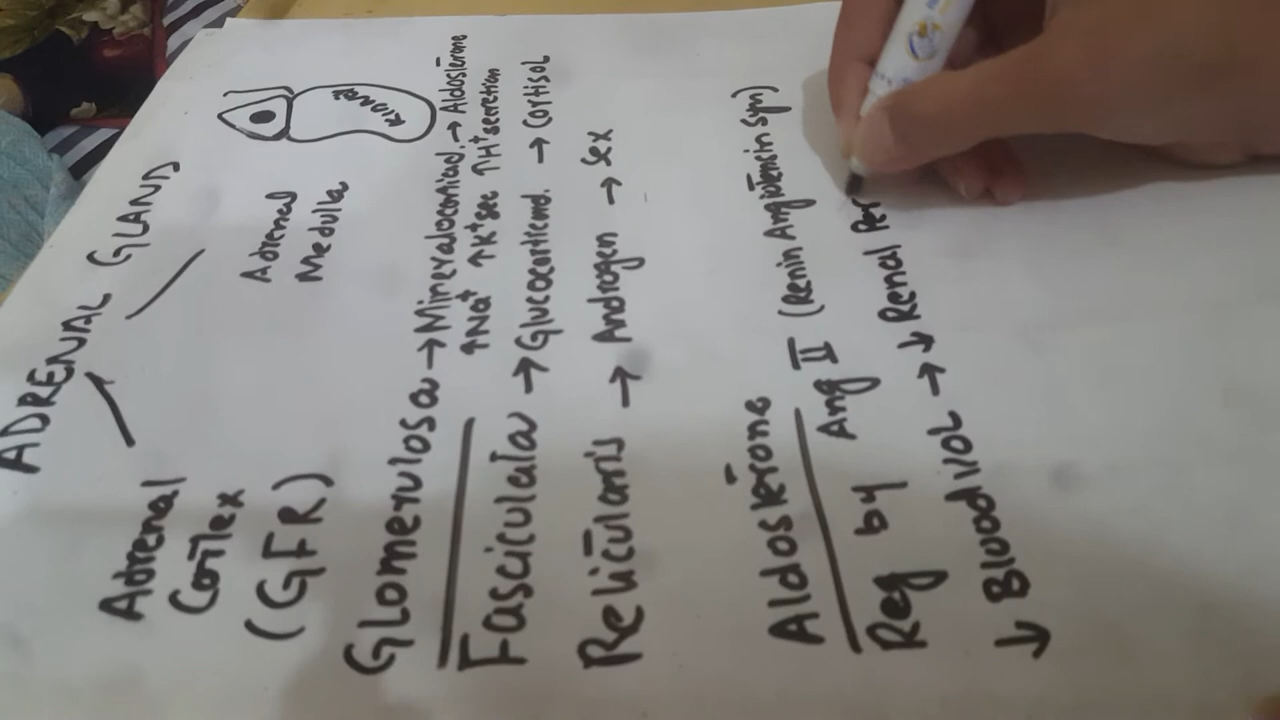 ADRENAL GLAND
KIDNEY
Adrenal
Cortex
(GFR)
Adrenal
Medulla
Glomerulosa → Mineralocorticoid. → Aldosterone
↑Na⁺ ↑K⁺ sec ↑H⁺ secretion
Fasciculata → Glucocorticoid. → Cortisol
Reticularis → Androgen → Sex
Aldosterone
Reg by Ang II (Renin Angiotensin Syn)
↓ Blood Vol → ↓ Renal Per